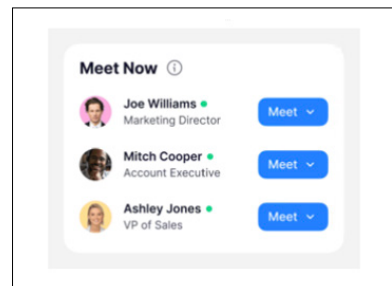 Meet Now
Joe Williams
Marketing Director
Meet
Mitch Cooper
Account Executive
Meet
Ashley Jones
VP of Sales
Meet